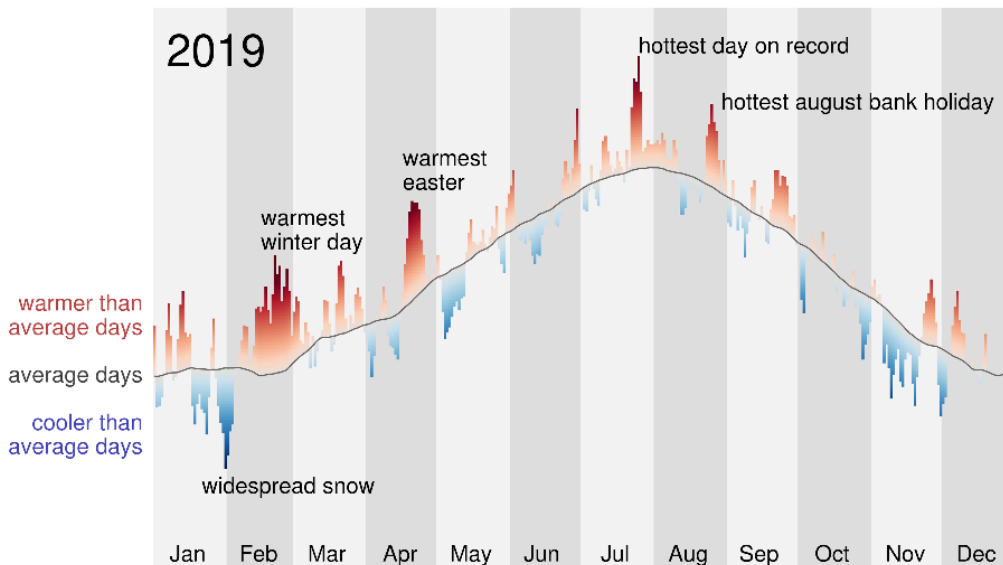 2019
hottest day on record
hottest august bank holiday
warmest
easter
warmest
winter day
warmer than
average days
average days
cooler than
average days
widespread snow
Jan Feb Mar Apr May Jun Jul Aug Sep Oct Nov Dec